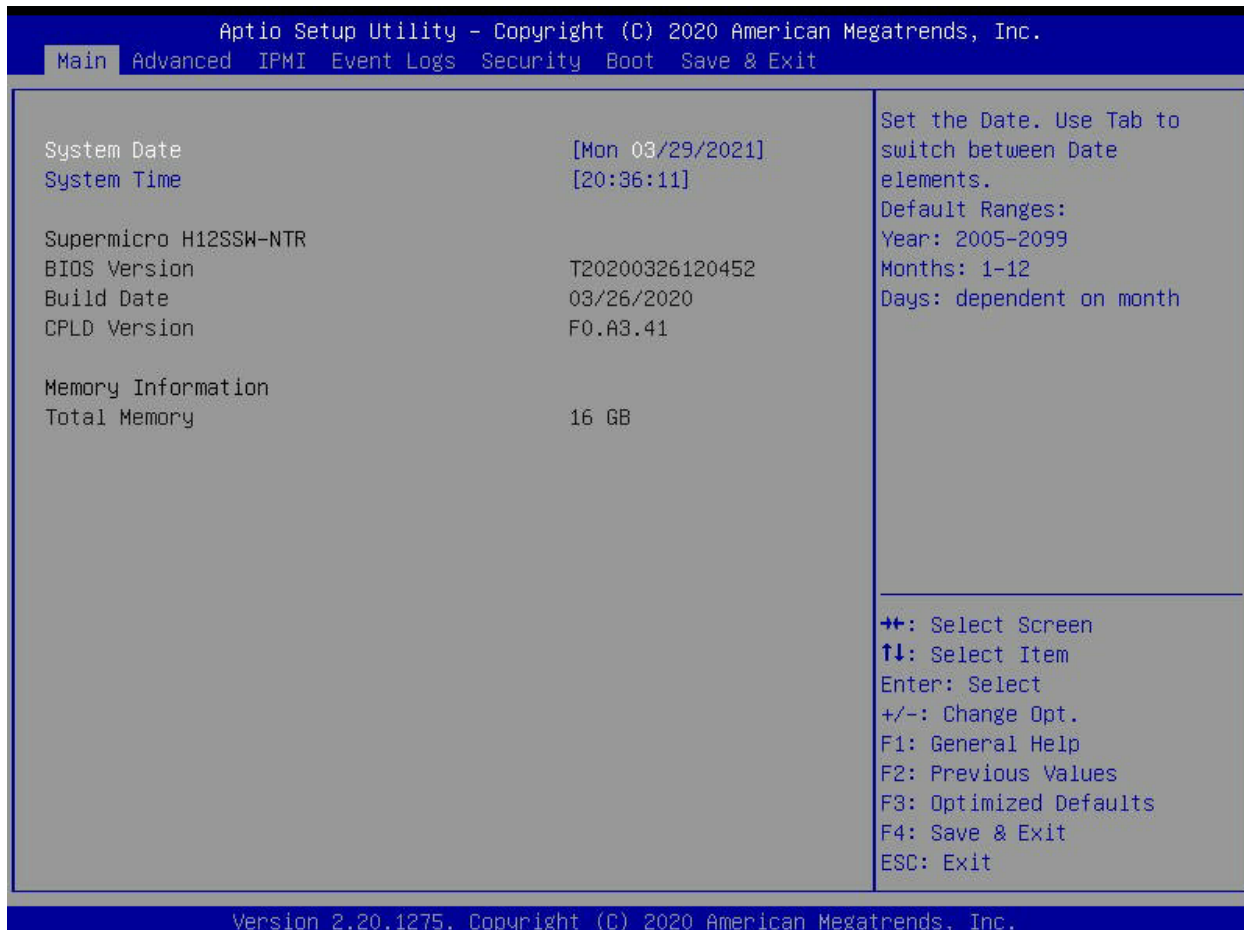 Aptio Setup Utility – Copyright (C) 2020 American Megatrends, Inc.
Main Advanced IPMI Event Logs Security Boot Save & Exit
System Date [Mon 03/29/2021]
System Time [20:36:11]
Supermicro H12SSW-NTR
BIOS Version T20200326120452
Build Date 03/26/2020
CPLD Version F0.A3.41
Memory Information
Total Memory 16 GB
Set the Date. Use Tab to
switch between Date
elements.
Default Ranges:
Year: 2005-2099
Months: 1-12
Days: dependent on month
→←: Select Screen
↑↓: Select Item
Enter: Select
+/-: Change Opt.
F1: General Help
F2: Previous Values
F3: Optimized Defaults
F4: Save & Exit
ESC: Exit
Version 2.20.1275. Copyright (C) 2020 American Megatrends, Inc.